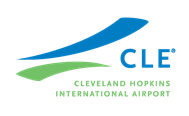 CLE®
CLEVELAND HOPKINS
INTERNATIONAL AIRPORT